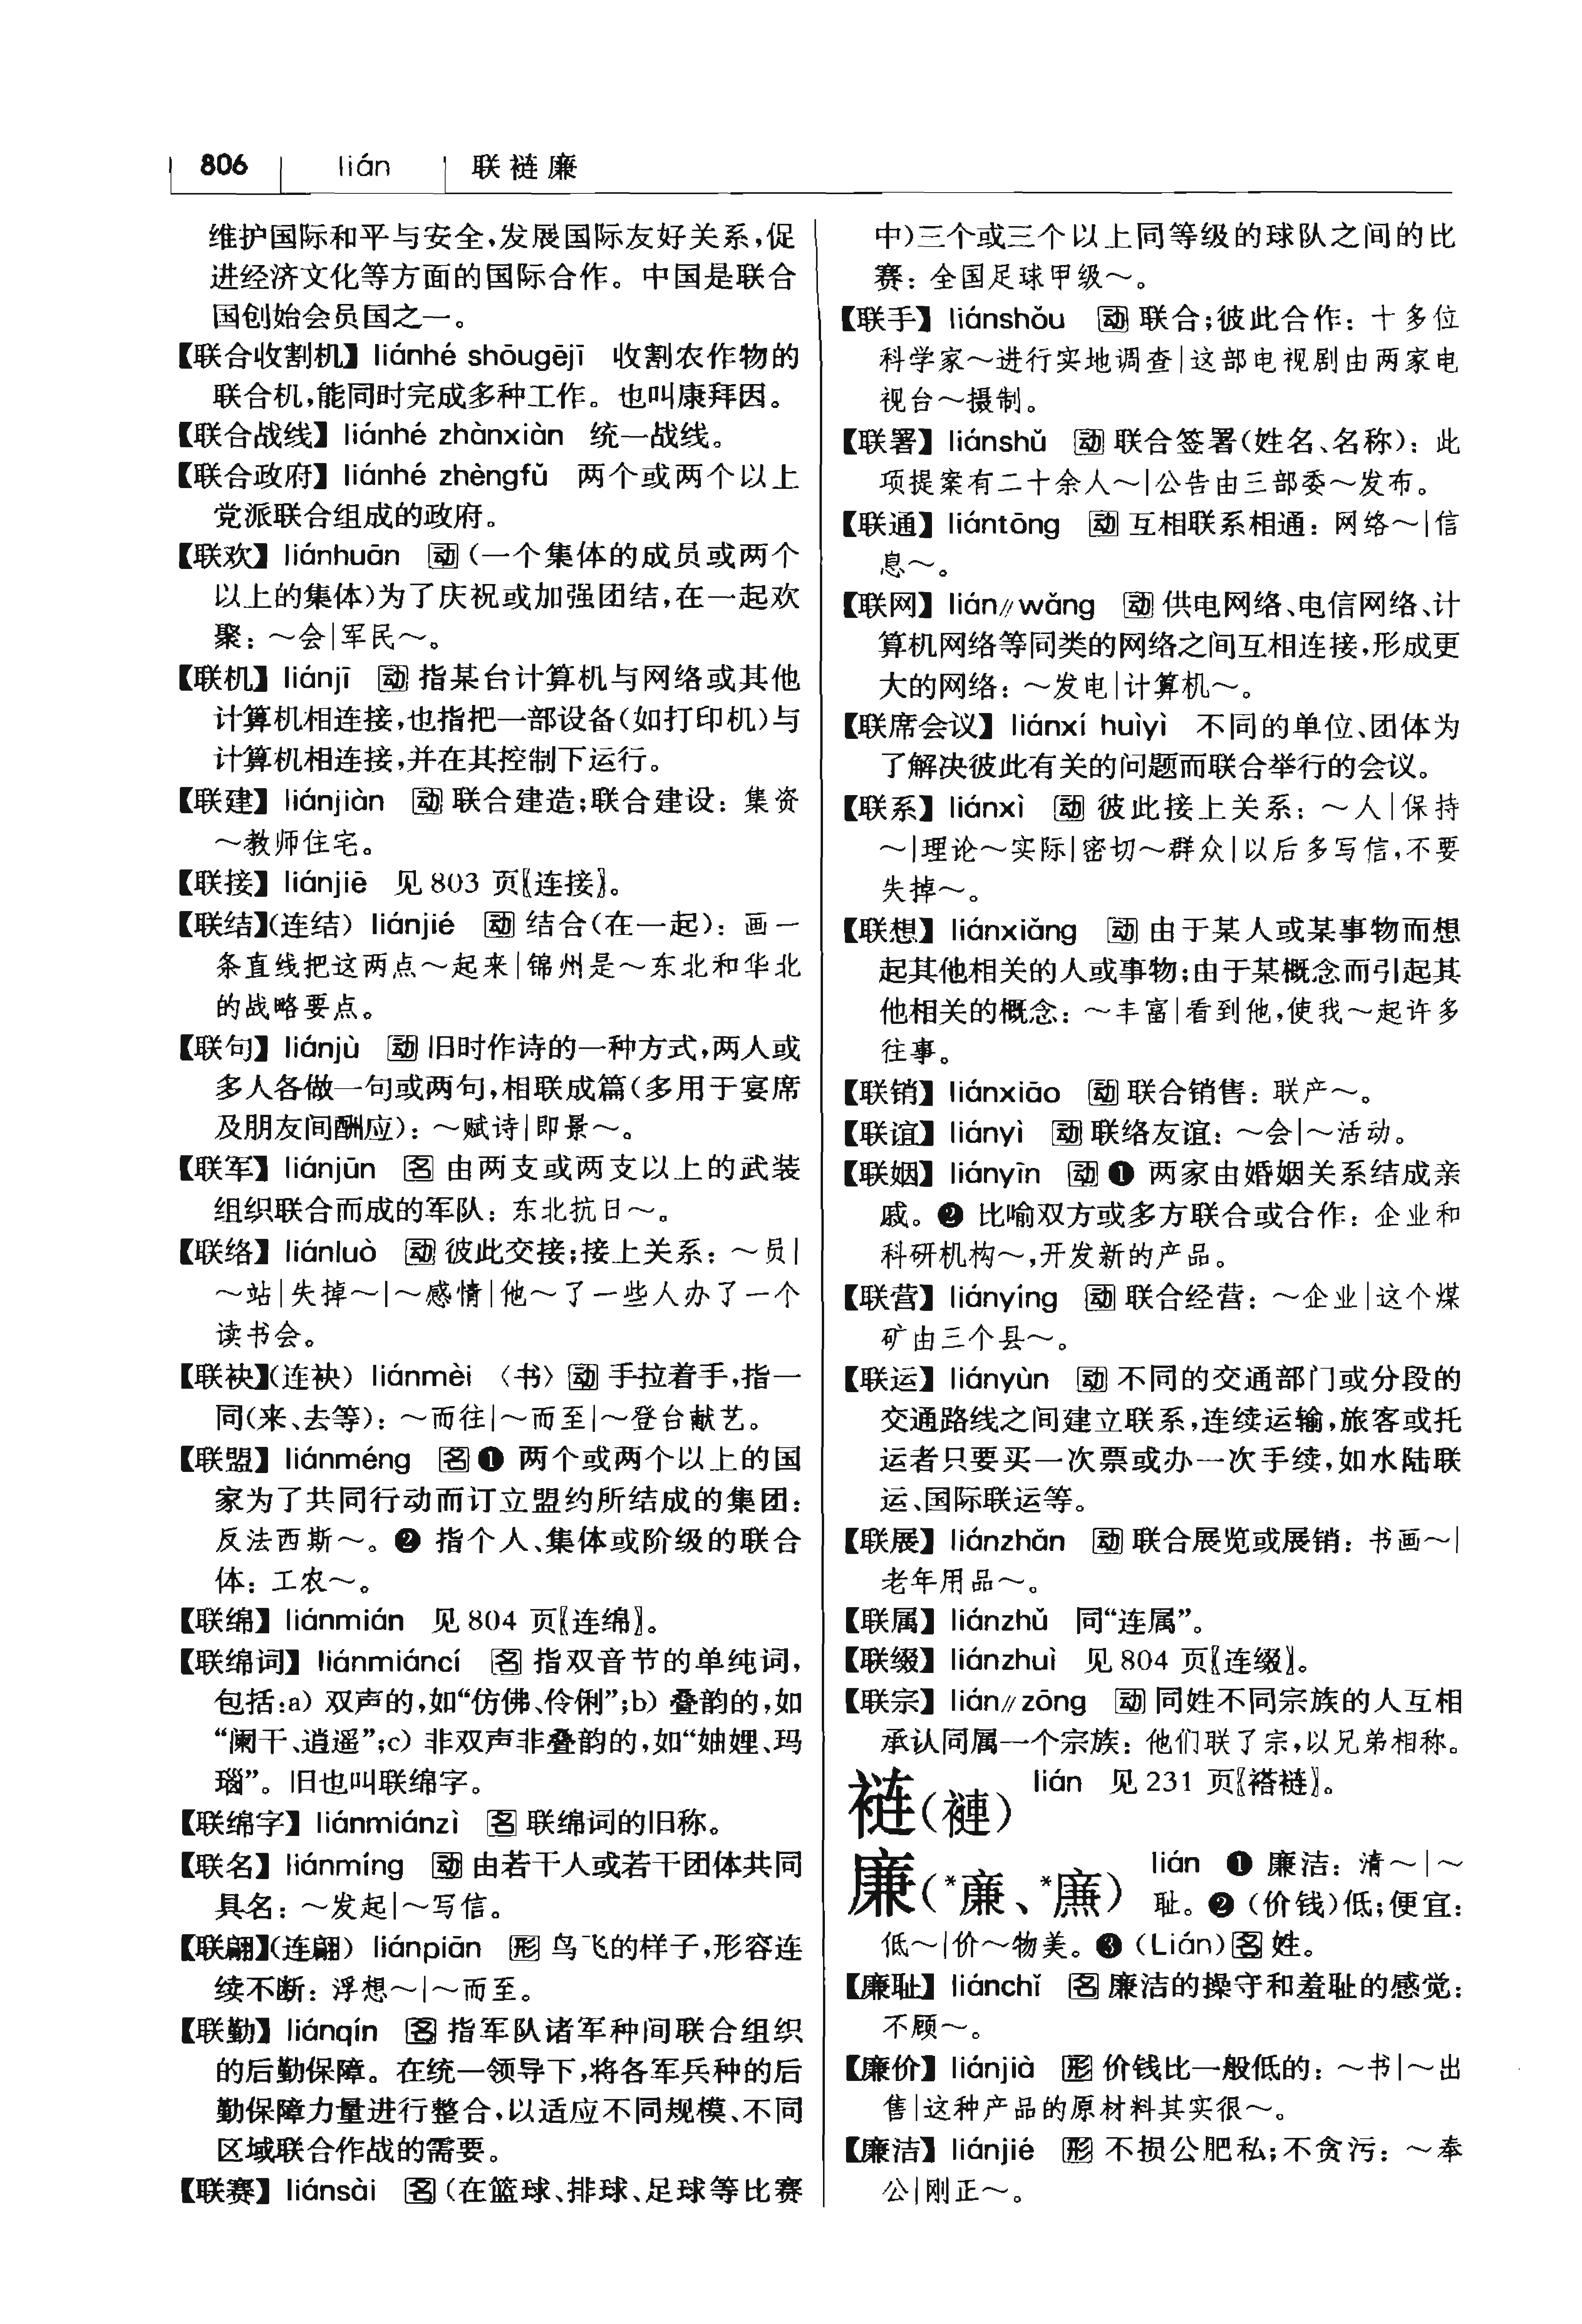 806 lián 联裢廉
维护国际和平与安全,发展国际友好关系,促
进经济文化等方面的国际合作。中国是联合
国创始会员国之一。
【联合收割机】liánhé shōugējī 收割农作物的
联合机,能同时完成多种工作。也叫康拜因。
【联合战线】liánhé zhànxiàn 统一战线。
【联合政府】liánhé zhèngfǔ 两个或两个以上
党派联合组成的政府。
【联欢】liánhuān 动(一个集体的成员或两个
以上的集体)为了庆祝或加强团结,在一起欢
聚:~会|军民~。
【联机】liánjī 动 指某台计算机与网络或其他
计算机相连接,也指把一部设备(如打印机)与
计算机相连接,并在其控制下运行。
【联建】liánjiàn 动 联合建造;联合建设:集资
~教师住宅。
【联接】liánjiē 见 803 页〖连接〗。
【联结】(连结) liánjié 动 结合(在一起):画一
条直线把这两点~起来|锦州是~东北和华北
的战略要点。
【联句】liánjù 动 旧时作诗的一种方式,两人或
多人各做一句或两句,相联成篇(多用于宴席
及朋友间酬应):~赋诗|即景~。
【联军】liánjūn 名 由两支或两支以上的武装
组织联合而成的军队:东北抗日~。
【联络】liánluò 动 彼此交接;接上关系:~员|
~站|失掉~|~感情|他~了一些人办了一个
读书会。
【联袂】(连袂) liánmèi 〈书〉动 手拉着手,指一
同(来、去等):~而往|~而至|~登台献艺。
【联盟】liánméng 名❶ 两个或两个以上的国
家为了共同行动而订立盟约所结成的集团:
反法西斯~。❷ 指个人、集体或阶级的联合
体:工农~。
【联绵】liánmián 见 804 页〖连绵〗。
【联绵词】liánmiáncí 名 指双音节的单纯词,
包括:a) 双声的,如“仿佛、伶俐”;b) 叠韵的,如
“阑干、逍遥”;c) 非双声非叠韵的,如“妯娌、玛
瑙”。旧也叫联绵字。
【联绵字】liánmiánzì 名 联绵词的旧称。
【联名】liánmíng 动 由若干人或若干团体共同
具名:~发起|~写信。
【联翩】(连翩) liánpiān 形 鸟飞的样子,形容连
续不断:浮想~|~而至。
【联勤】liánqín 名 指军队诸军种间联合组织
的后勤保障。在统一领导下,将各军兵种的后
勤保障力量进行整合,以适应不同规模、不同
区域联合作战的需要。
【联赛】liánsài 名(在篮球、排球、足球等比赛
中)三个或三个以上同等级的球队之间的比
赛:全国足球甲级~。
【联手】liánshǒu 动 联合;彼此合作:十多位
科学家~进行实地调查|这部电视剧由两家电
视台~摄制。
【联署】liánshǔ 动 联合签署(姓名、名称):此
项提案有二十余人~|公告由三部委~发布。
【联通】liántōng 动 互相联系相通:网络~|信
息~。
【联网】lián//wǎng 动 供电网络、电信网络、计
算机网络等同类的网络之间互相连接,形成更
大的网络:~发电|计算机~。
【联席会议】liánxí huìyì 不同的单位、团体为
了解决彼此有关的问题而联合举行的会议。
【联系】liánxì 动 彼此接上关系:~人|保持
~|理论~实际|密切~群众|以后多写信,不要
失掉~。
【联想】liánxiǎng 动 由于某人或某事物而想
起其他相关的人或事物;由于某概念而引起其
他相关的概念:~丰富|看到他,使我~起许多
往事。
【联销】liánxiāo 动 联合销售:联产~。
【联谊】liányì 动 联络友谊:~会|~活动。
【联姻】liányīn 动❶ 两家由婚姻关系结成亲
戚。❷ 比喻双方或多方联合或合作:企业和
科研机构~,开发新的产品。
【联营】liányíng 动 联合经营:~企业|这个煤
矿由三个县~。
【联运】liányùn 动 不同的交通部门或分段的
交通路线之间建立联系,连续运输,旅客或托
运者只要买一次票或办一次手续,如水陆联
运、国际联运等。
【联展】liánzhǎn 动 联合展览或展销:书画~|
老年用品~。
【联属】liánzhǔ 同“连属”。
【联缀】liánzhuì 见 804 页〖连缀〗。
【联宗】lián//zōng 动 同姓不同宗族的人互相
承认同属一个宗族:他们联了宗,以兄弟相称。
裢(褳) lián 见 231 页〖褡裢〗。
廉(*亷、*㢘) lián ❶ 廉洁:清~|~
耻。❷(价钱)低;便宜:
低~|价~物美。❸ (Lián)名 姓。
【廉耻】liánchǐ 名 廉洁的操守和羞耻的感觉:
不顾~。
【廉价】liánjià 形 价钱比一般低的:~书|~出
售|这种产品的原材料其实很~。
【廉洁】liánjié 形 不损公肥私;不贪污:~奉
公|刚正~。